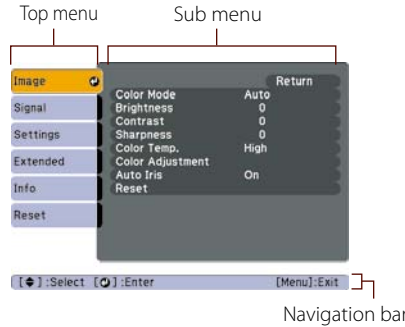 Top menu Sub menu
Image Return
Signal
Settings
Extended
Info
Reset
Color Mode Auto
Brightness 0
Contrast 0
Sharpness 0
Color Temp. High
Color Adjustment
Auto Iris On
Reset
[ ] :Select [ ] :Enter [Menu]:Exit
Navigation bar